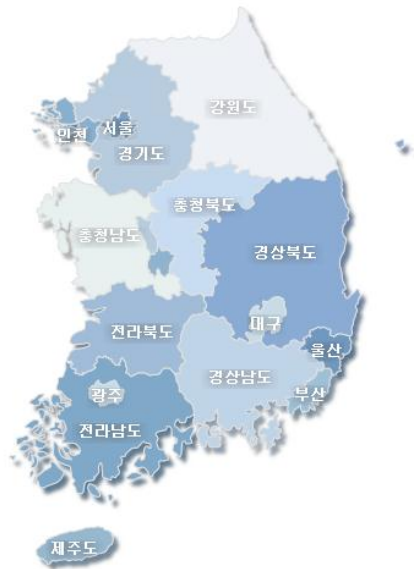 강원도
인천
서울
경기도
충청북도
충청남도
경상북도
대구
전라북도
울산
경상남도
부산
광주
전라남도
제주도